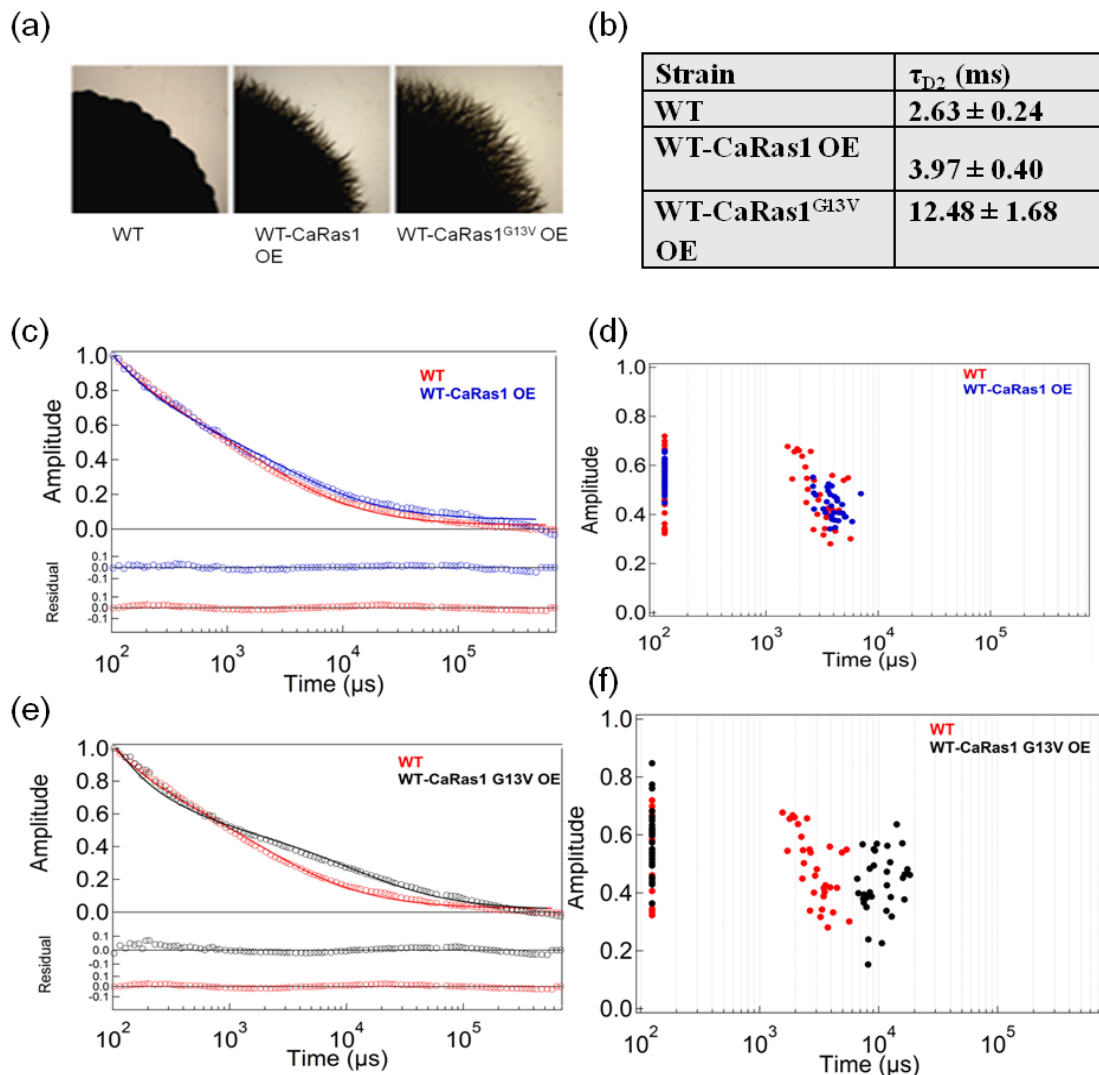 (a)
WT
WT-CaRas1
OE
WT-CaRas1G13V OE
(b)
Strain
τD2 (ms)
WT
2.63 ± 0.24
WT-CaRas1 OE
3.97 ± 0.40
WT-CaRas1G13V
OE
12.48 ± 1.68
(c)
1.0
0.8
0.6
0.4
0.2
0.0
Amplitude
WT
WT-CaRas1 OE
0.1
0.0
-0.1
0.1
0.0
-0.1
Residual
10^2
10^3
10^4
10^5
Time (µs)
(d)
1.0
0.8
0.6
0.4
0.2
0.0
Amplitude
WT
WT-CaRas1 OE
10^2
10^3
10^4
10^5
Time (µs)
(e)
1.0
0.8
0.6
0.4
0.2
0.0
Amplitude
WT
WT-CaRas1 G13V OE
0.1
0.0
-0.1
0.1
0.0
-0.1
Residual
10^2
10^3
10^4
10^5
Time (µs)
(f)
1.0
0.8
0.6
0.4
0.2
0.0
Amplitude
WT
WT-CaRas1 G13V OE
10^2
10^3
10^4
10^5
Time (µs)